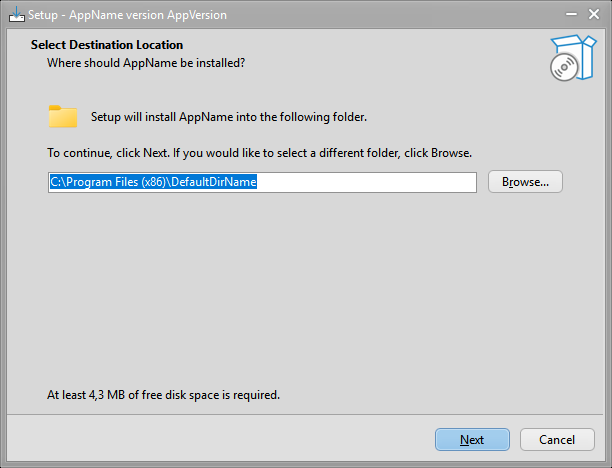 Setup - AppName version AppVersion
Select Destination Location
Where should AppName be installed?
Setup will install AppName into the following folder.
To continue, click Next. If you would like to select a different folder, click Browse.
C:\Program Files (x86)\DefaultDirName
Browse...
At least 4,3 MB of free disk space is required.
Next
Cancel